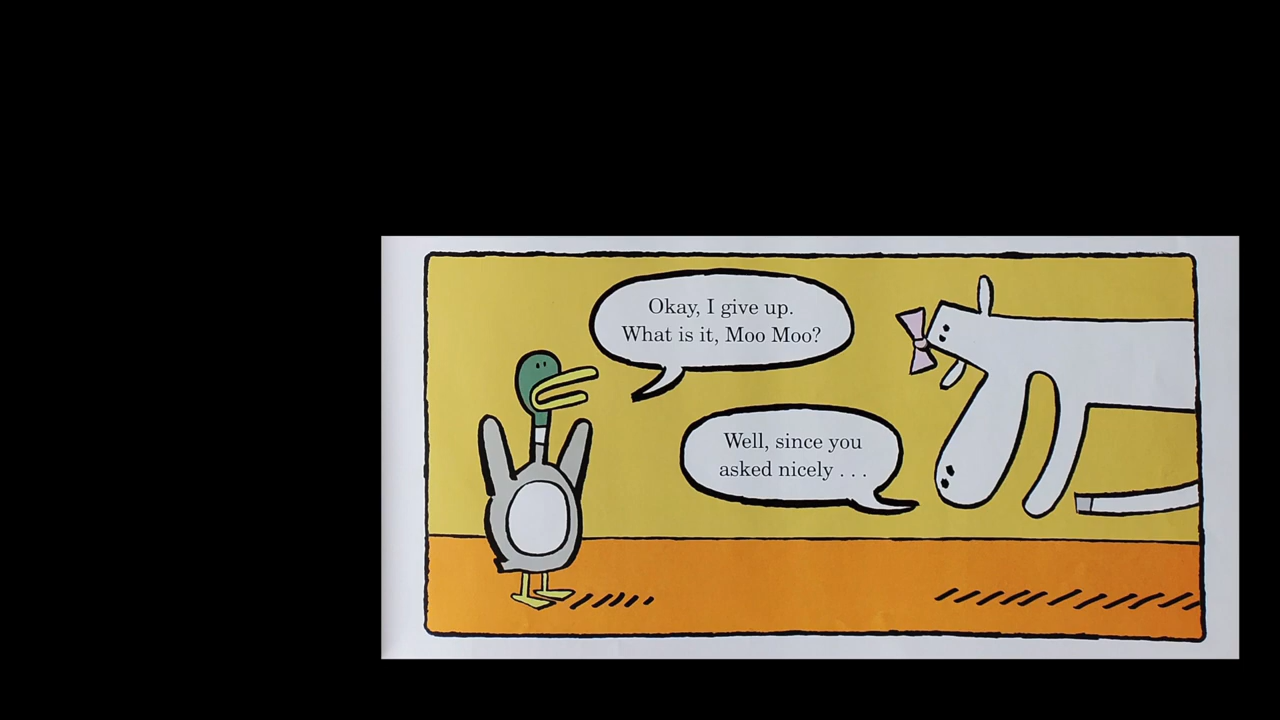 Okay, I give up.
What is it, Moo Moo?
Well, since you
asked nicely . . .